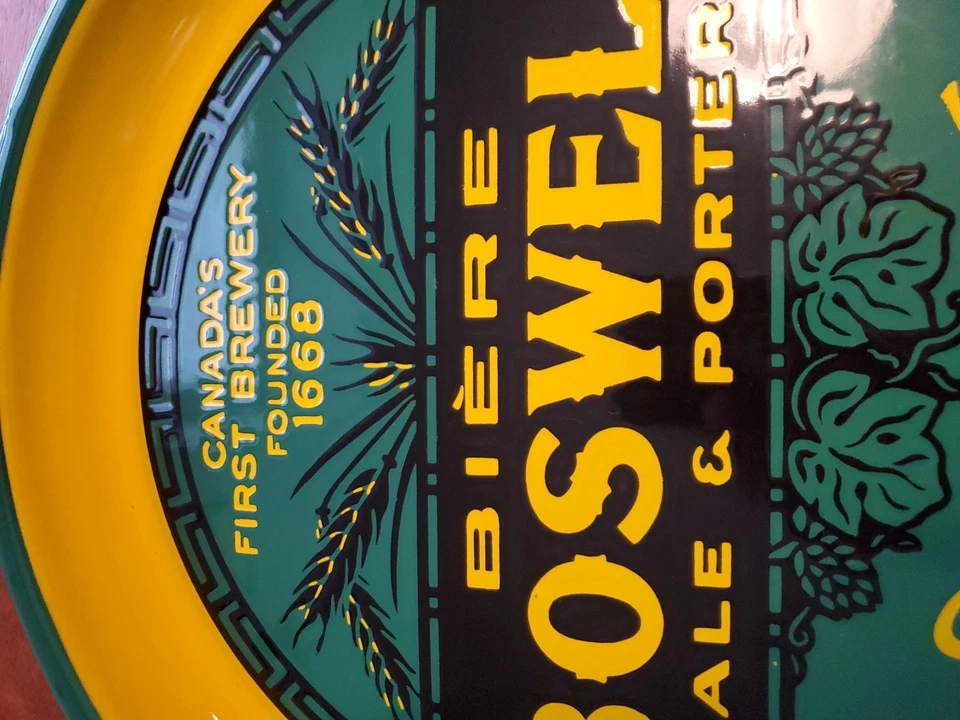 CANADA'S
FIRST BREWERY
FOUNDED
1668
BIÈRE
BOSWEL
ALE & PORTER